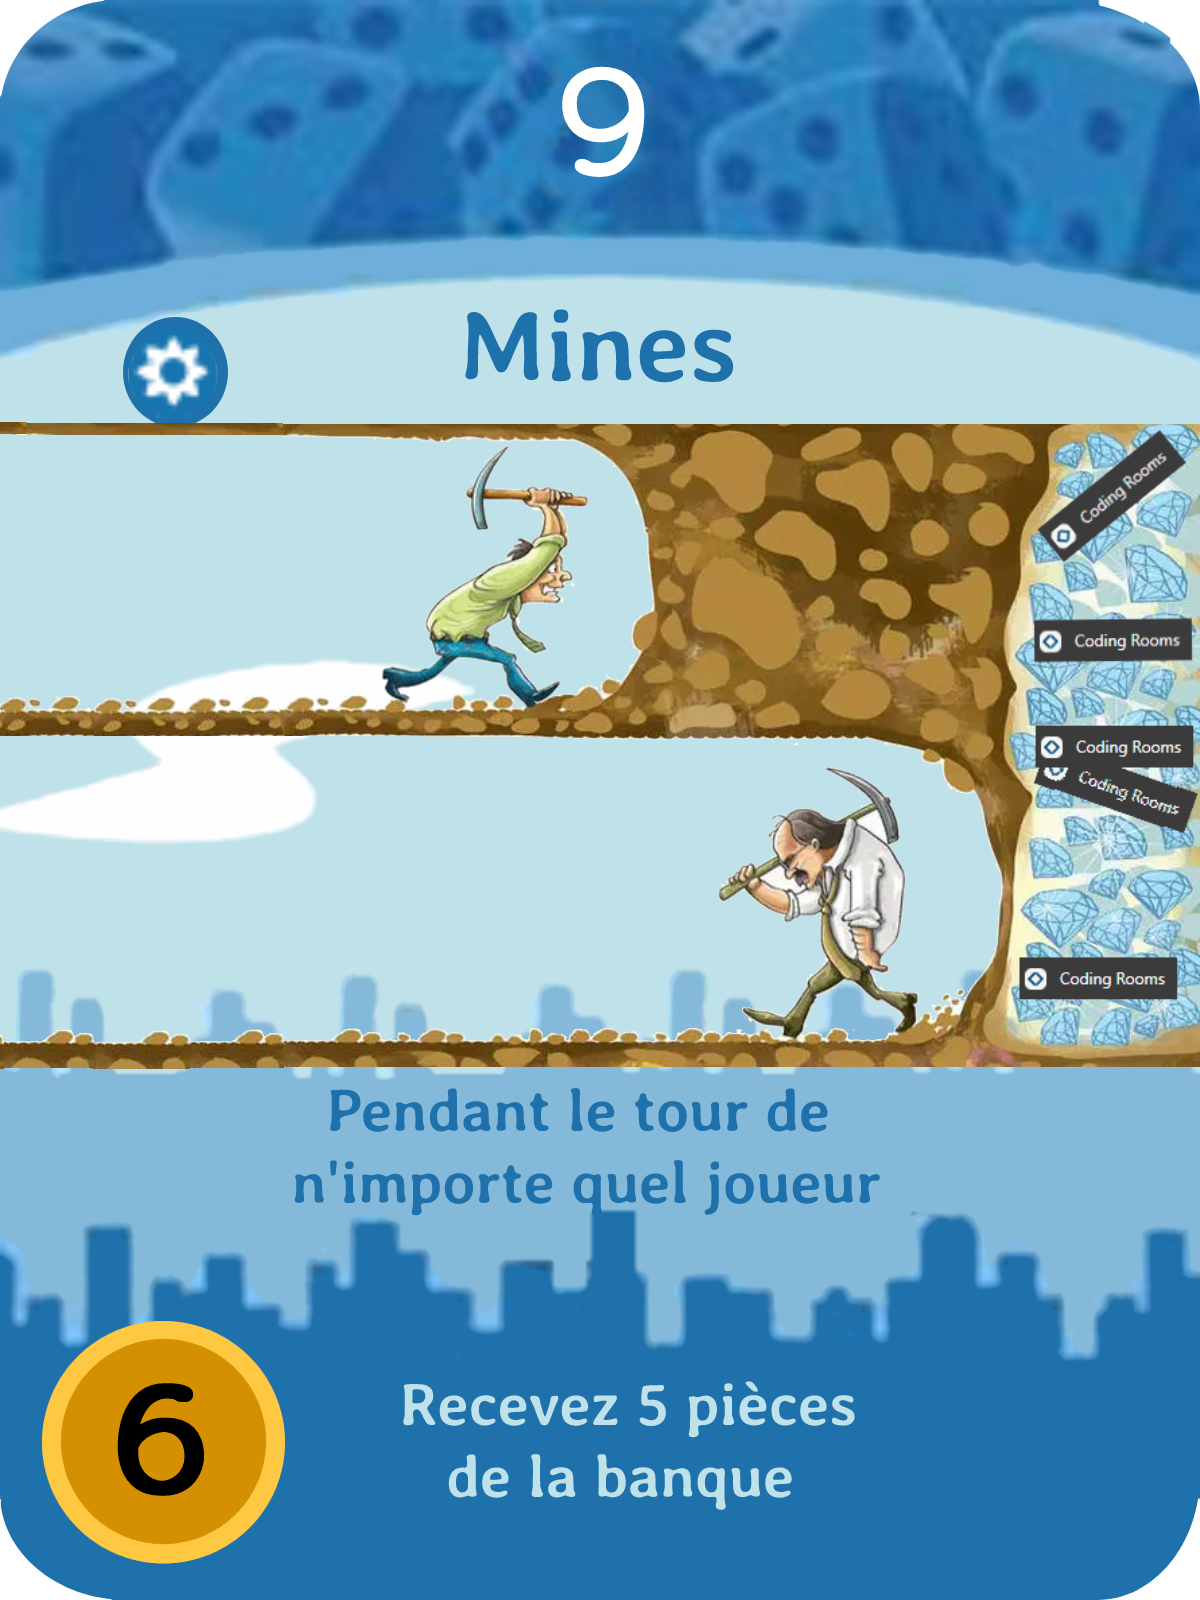 9
Mines
Coding Rooms
Coding Rooms
Coding Rooms
Coding Rooms
Coding Rooms
Pendant le tour de
n'importe quel joueur
6
Recevez 5 pièces
de la banque